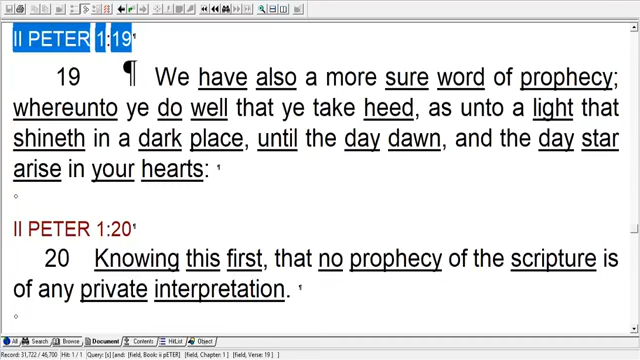 II PETER 1:19
19 ¶ We have also a more sure word of prophecy;
whereunto ye do well that ye take heed, as unto a light that
shineth in a dark place, until the day dawn, and the day star
arise in your hearts:
II PETER 1:20
20 Knowing this first, that no prophecy of the scripture is
of any private interpretation.
All Search Browse Document Contents HitList Object
Record: 31,722 / 46,700 Hit: 1 / 1 Query: [s] [and: [field, Book: ii pETER] [field, Chapter: 1 ] [field, Verse: 19 ]